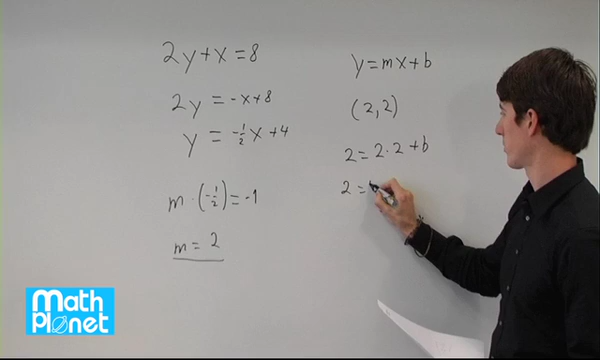 2y+x=8
2y = -x+8
y = -1/2x+4
m · (-1/2) = -1
m = 2
y = mx+b
(2,2)
2 = 2·2+b
2 =
Math
Planet